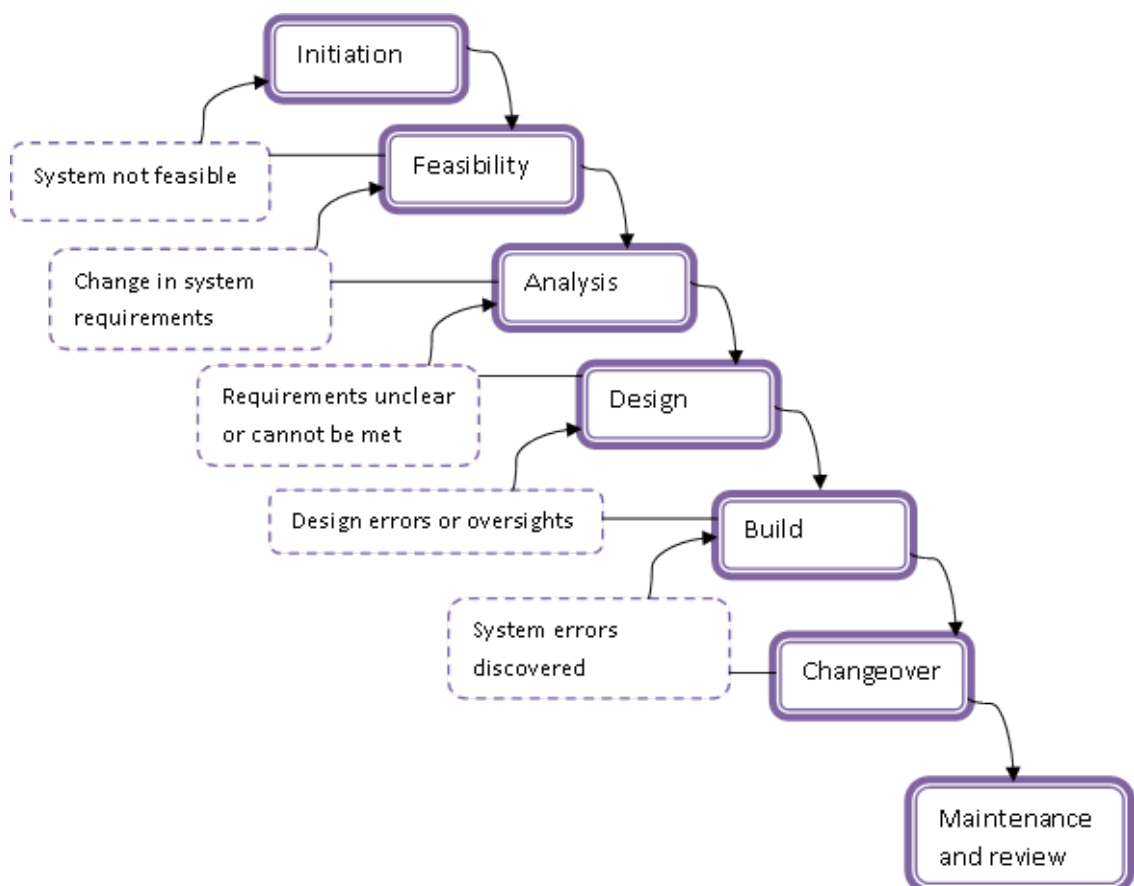 Initiation
Feasibility
System not feasible
Analysis
Change in system
requirements
Design
Requirements unclear
or cannot be met
Build
Design errors or oversights
System errors
discovered
Changeover
Maintenance
and review